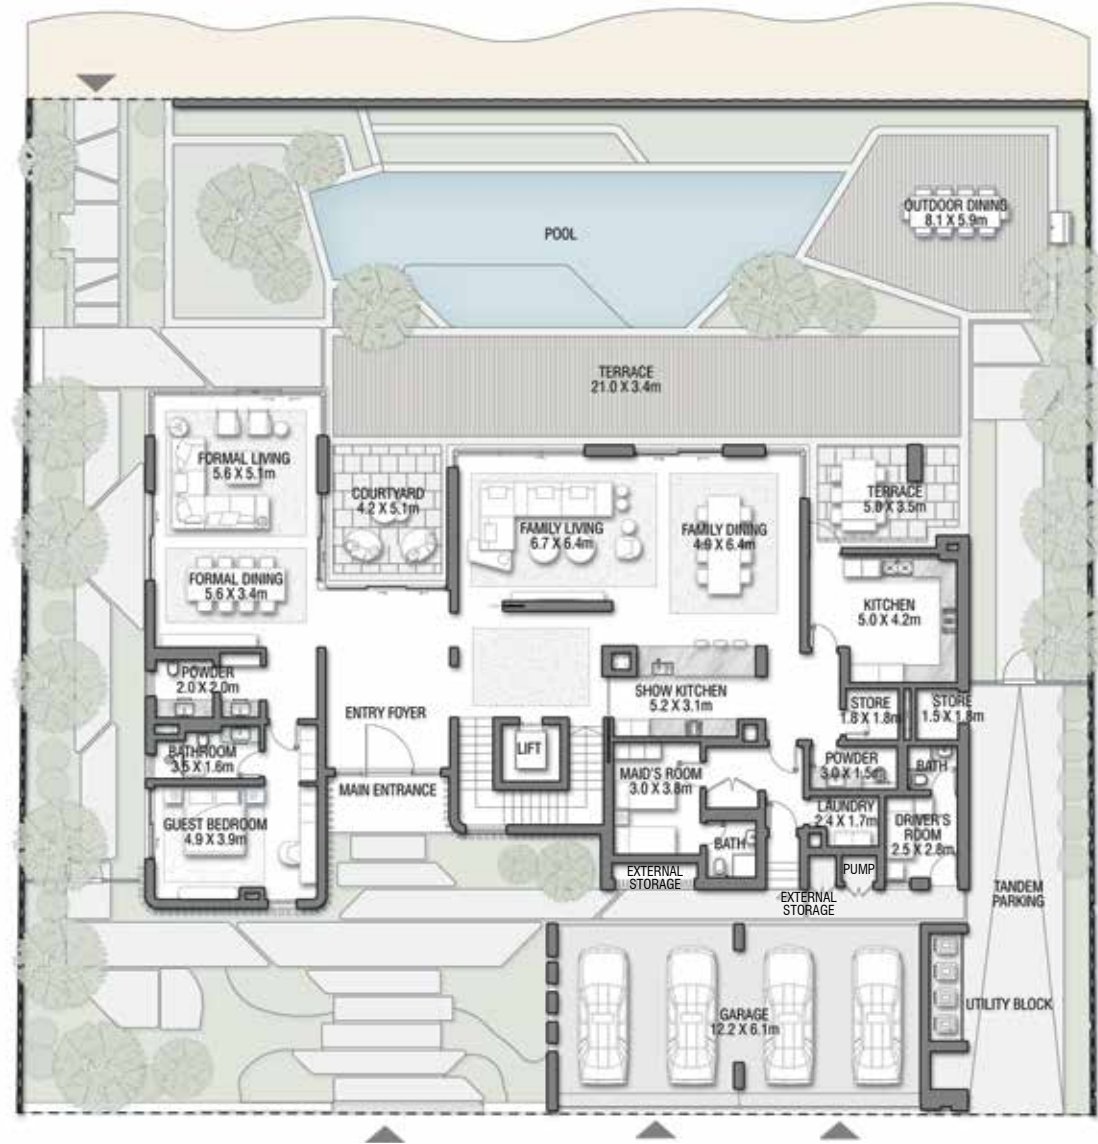 OUTDOOR DINING
8.1 X 5.9m
POOL
TERRACE
21.0 X 3.4m
FORMAL LIVING
5.6 X 5.1m
COURTYARD
4.2 X 5.1m
FAMILY LIVING
6.7 X 6.4m
FAMILY DINING
4.9 X 6.4m
TERRACE
5.0 X 3.5m
FORMAL DINING
5.6 X 3.4m
KITCHEN
5.0 X 4.2m
POWDER
2.0 X 2.0m
SHOW KITCHEN
5.2 X 3.1m
STORE
1.8 X 1.8m
STORE
1.5 X 1.8m
ENTRY FOYER
LIFT
BATHROOM
3.5 X 1.6m
MAID'S ROOM
3.0 X 3.8m
POWDER
3.0 X 1.5m
BATH
MAIN ENTRANCE
GUEST BEDROOM
4.9 X 3.9m
LAUNDRY
2.4 X 1.7m
DRIVER'S
ROOM
2.5 X 2.8m
BATH
EXTERNAL
STORAGE
PUMP
EXTERNAL
STORAGE
TANDEM
PARKING
GARAGE
12.2 X 6.1m
UTILITY BLOCK